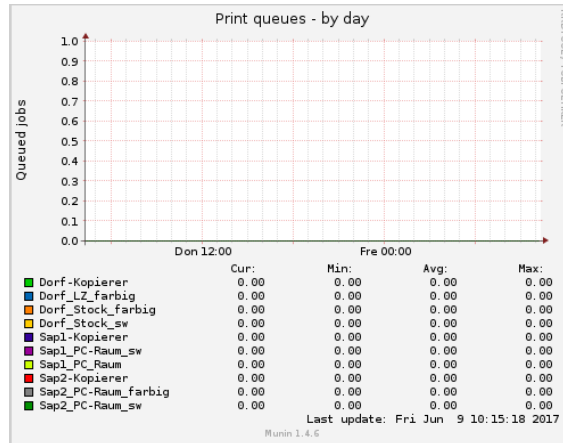 Print queues - by day
Queued jobs
1.0
0.9
0.8
0.7
0.6
0.5
0.4
0.3
0.2
0.1
0.0
Don 12:00 Fre 00:00
Cur: Min: Avg: Max:
Dorf-Kopierer 0.00 0.00 0.00 0.00
Dorf_LZ_farbig 0.00 0.00 0.00 0.00
Dorf_Stock_farbig 0.00 0.00 0.00 0.00
Dorf_Stock_sw 0.00 0.00 0.00 0.00
Sap1-Kopierer 0.00 0.00 0.00 0.00
Sap1_PC-Raum_sw 0.00 0.00 0.00 0.00
Sap1_PC_Raum 0.00 0.00 0.00 0.00
Sap2-Kopierer 0.00 0.00 0.00 0.00
Sap2_PC-Raum_farbig 0.00 0.00 0.00 0.00
Sap2_PC-Raum_sw 0.00 0.00 0.00 0.00
Last update: Fri Jun 9 10:15:18 2017
Munin 1.4.6